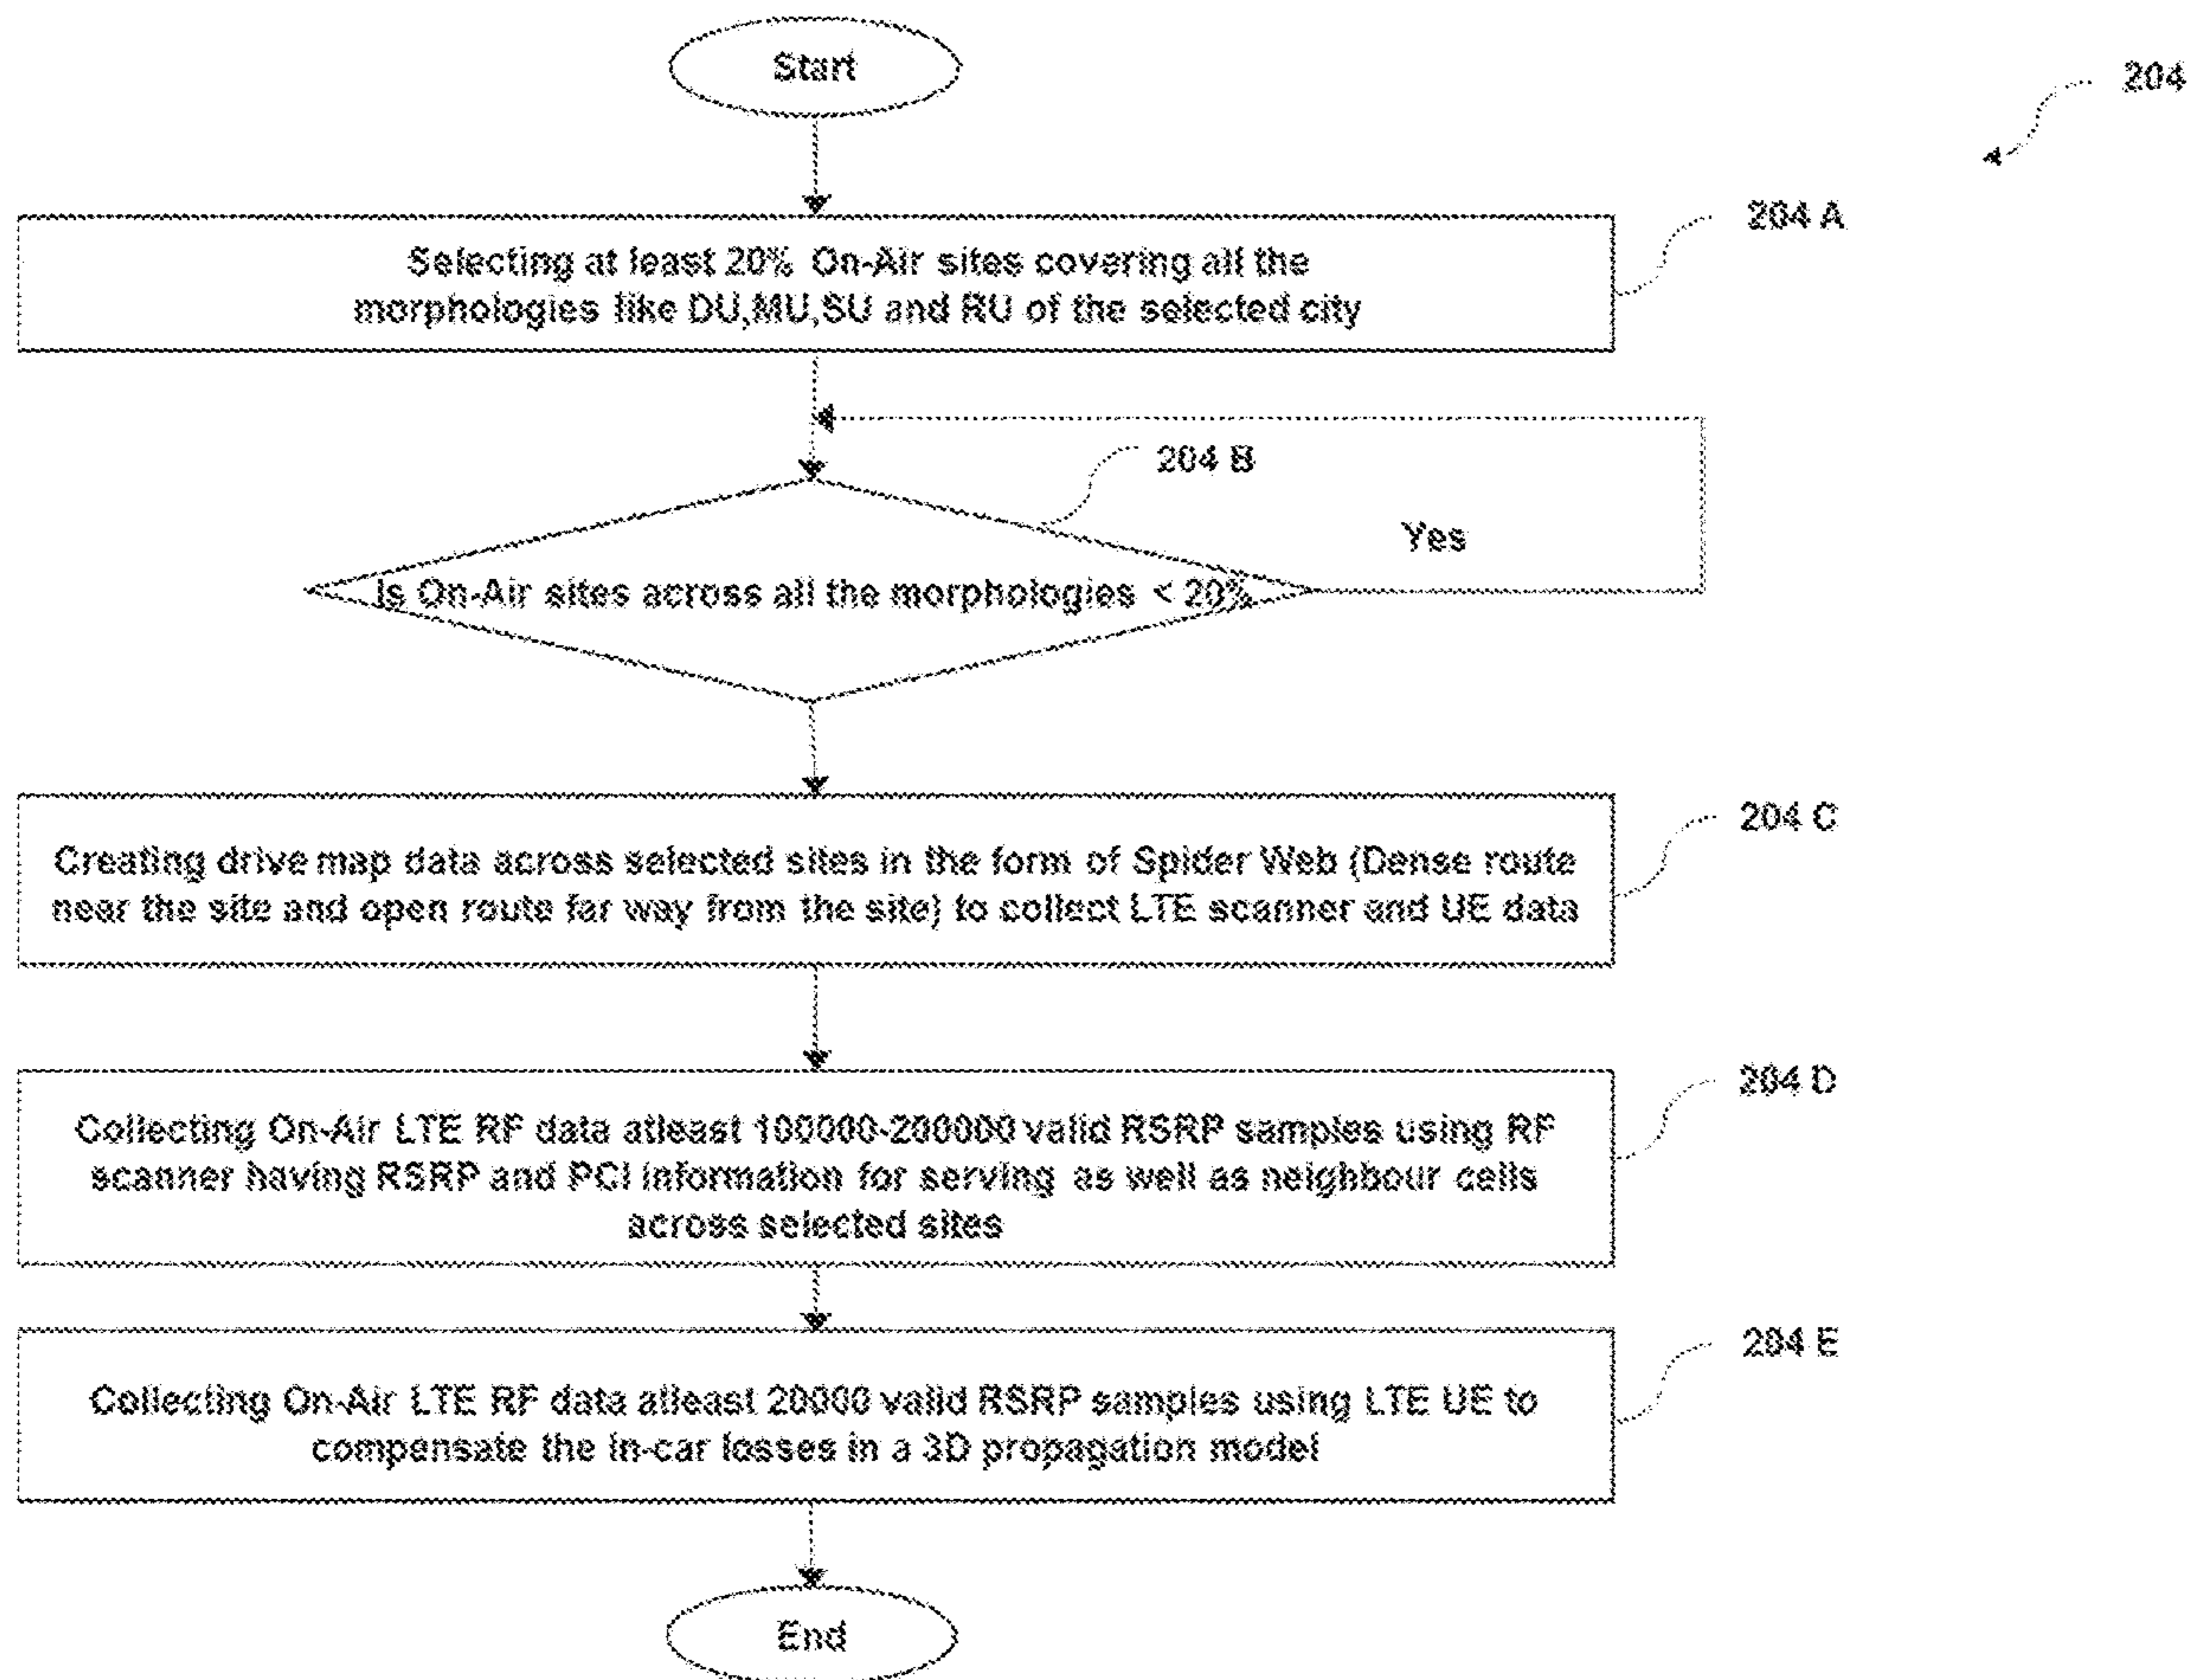 Start
204
204 A
Selecting at least 20% On-Air sites covering all the
morphologies like DU,MU,SU and RU of the selected city
204 B
Yes
Is On-Air sites across all the morphologies < 20%
204 C
Creating drive map data across selected sites in the form of Spider Web (Dense route
near the site and open route far way from the site) to collect LTE scanner and UE data
204 D
Collecting On-Air LTE RF data atleast 100000-200000 valid RSRP samples using RF
scanner having RSRP and PCI information for serving as well as neighbour cells
across selected sites
204 E
Collecting On-Air LTE RF data atleast 20000 valid RSRP samples using LTE UE to
compensate the in-car losses in a 3D propagation model
End